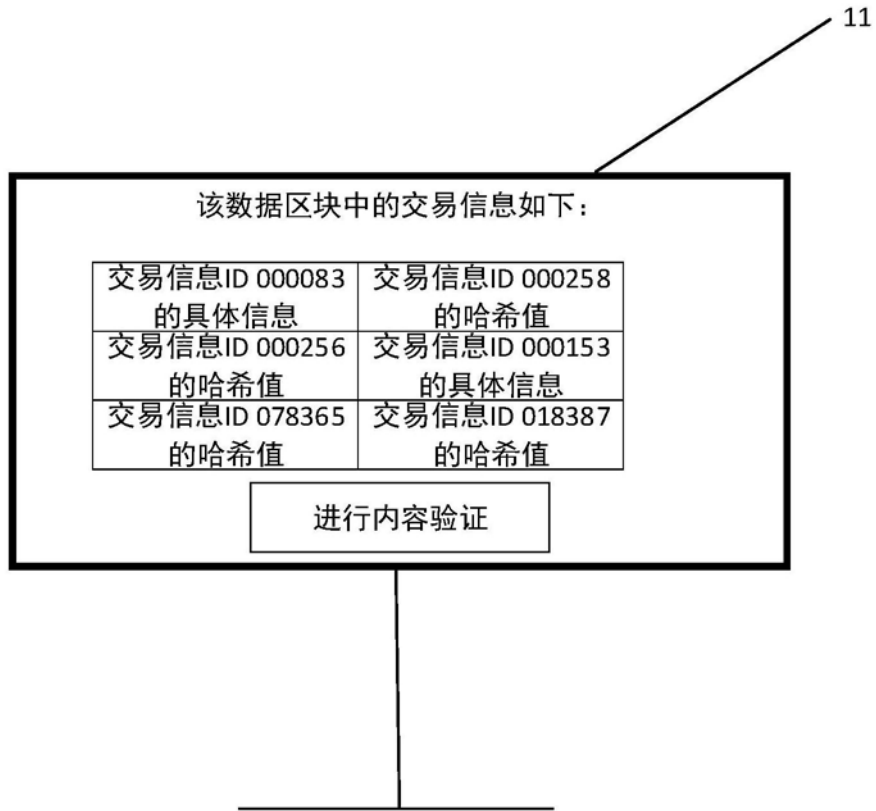 11
该数据区块中的交易信息如下：
交易信息ID 000083 交易信息ID 000258
的具体信息 的哈希值
交易信息ID 000256 交易信息ID 000153
的哈希值 的具体信息
交易信息ID 078365 交易信息ID 018387
的哈希值 的哈希值
进行内容验证